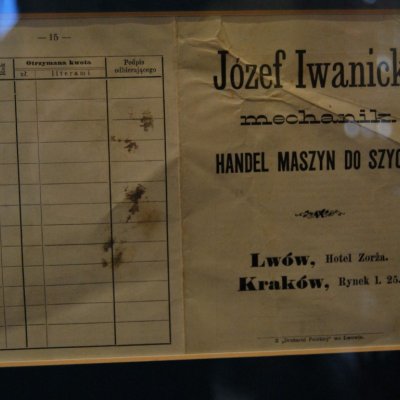 — 15 —
Otrzymana kwota
Podpis
odbierającego
zł.
literami
Józef Iwanick
mechanik.
HANDEL MASZYN DO SZYC
Lwów, Hotel Żorża.
Kraków, Rynek l. 25.
Z „Drukarni Polskiej” we Lwowie.